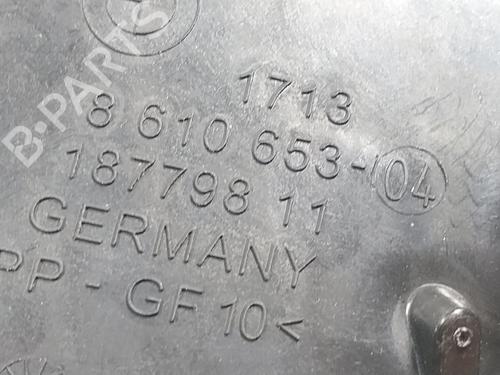 B·PARTS
1713
8 610 653-04
187798 11
GERMANY
PP - GF 10<